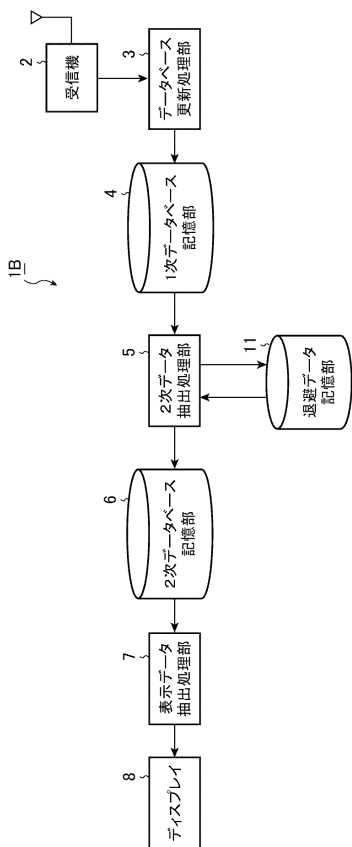 1B
2
受信機
3
データベース
更新処理部
4
1次データベース
記憶部
5
2次データ
抽出処理部
11
退避データ
記憶部
6
2次データベース
記憶部
7
表示データ
抽出処理部
8
ディスプレイ